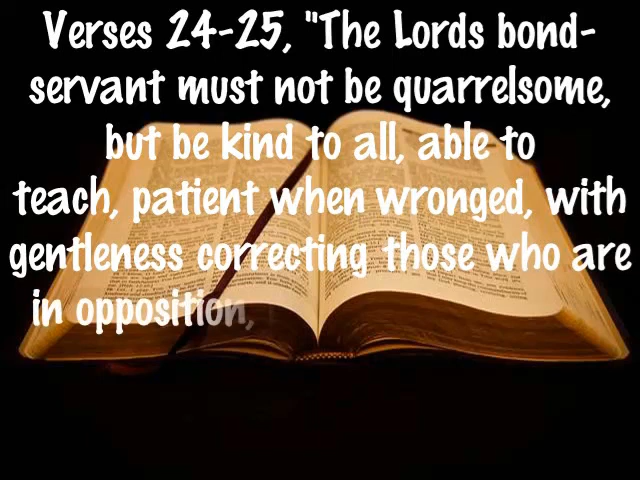 Verses 24-25, "The Lords bond-
servant must not be quarrelsome,
but be kind to all, able to
teach, patient when wronged, with
gentleness correcting those who are
in opposition,